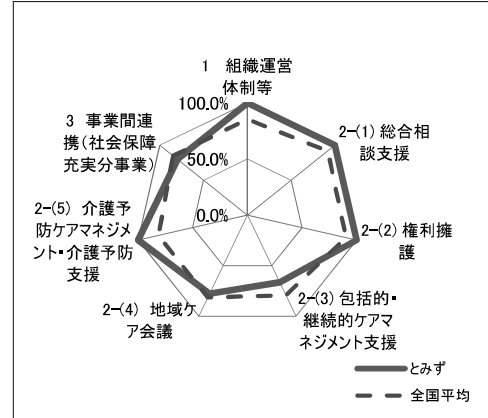 1　組織運営
体制等
100.0%
50.0%
0.0%
2-(1) 総合相
談支援
2-(2) 権利擁
護
2-(3) 包括的・
継続的ケアマ
ネジメント支援
2-(4) 地域ケ
ア会議
2-(5) 介護予
防ケアマネジメ
ント・介護予防
支援
3 事業間連
携(社会保障
充実分事業)
とみず
全国平均